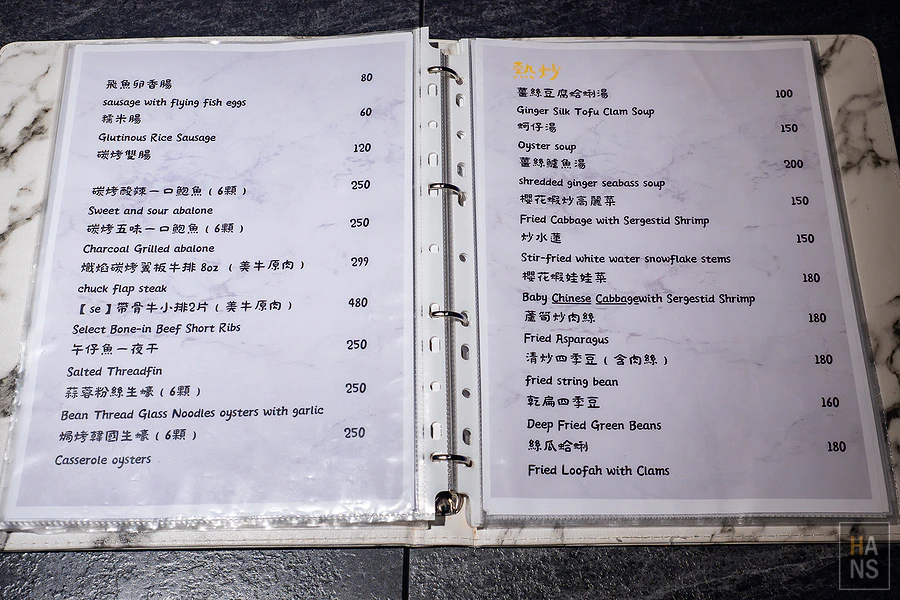 飛魚卵香腸 80
sausage with flying fish eggs
糯米腸 60
Glutinous Rice Sausage
碳烤雙腸 120
碳烤酸辣一口鮑魚(6顆) 250
Sweet and sour abalone
碳烤五味一口鮑魚(6顆) 250
Charcoal Grilled abalone
熾焰碳烤翼板牛排 8oz (美牛原肉) 299
chuck flap steak
【se】帶骨牛小排2片(美牛原肉) 480
Select Bone-in Beef Short Ribs
午仔魚一夜干 250
Salted Threadfin
蒜蓉粉絲生蠔(6顆) 250
Bean Thread Glass Noodles oysters with garlic
焗烤韓國生蠔(6顆) 250
Casserole oysters
熱炒
薑絲豆腐蛤蜊湯 100
Ginger Silk Tofu Clam Soup
蚵仔湯 150
Oyster soup
薑絲鱸魚湯 200
shredded ginger seabass soup
櫻花蝦炒高麗菜 150
Fried Cabbage with Sergestid Shrimp
炒水蓮 150
Stir-fried white water snowflake stems
櫻花蝦娃娃菜 180
Baby Chinese Cabbagewith Sergestid Shrimp
蘆筍炒肉絲 180
Fried Asparagus
清炒四季豆(含肉絲) 180
fried string bean
乾扁四季豆 160
Deep Fried Green Beans
絲瓜蛤蜊 180
Fried Loofah with Clams
HANS